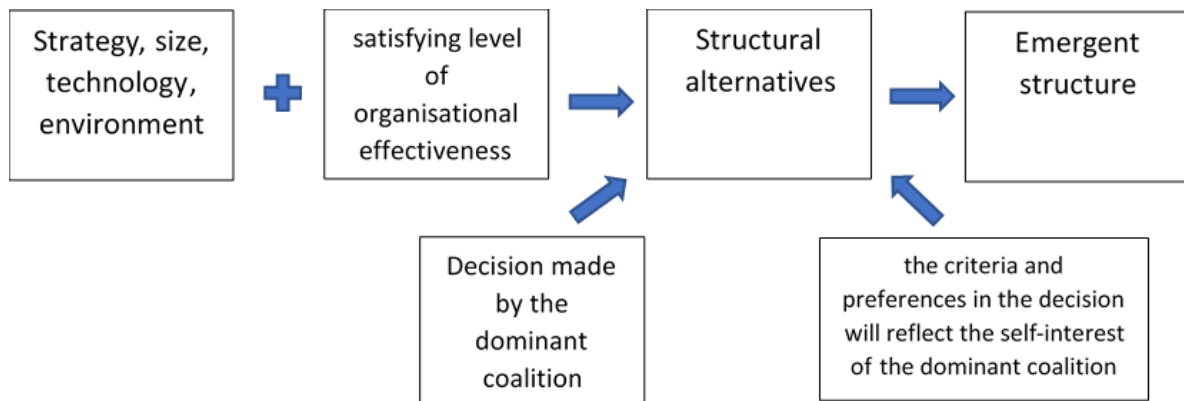 Strategy, size,
technology,
environment
satisfying level
of
organisational
effectiveness
Structural
alternatives
Emergent
structure
Decision made
by the
dominant
coalition
the criteria and
preferences in the decision
will reflect the self-interest
of the dominant coalition